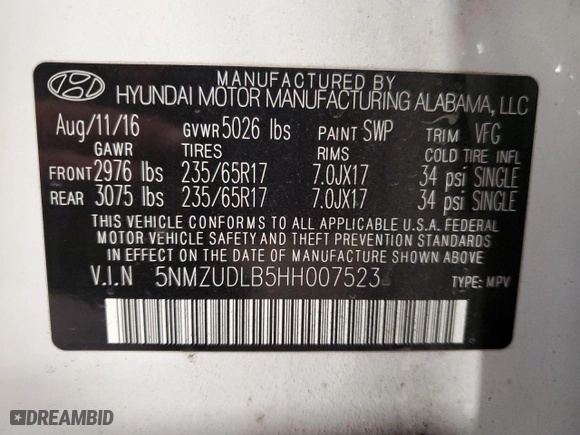 MANUFACTURED BY
HYUNDAI MOTOR MANUFACTURING ALABAMA, LLC
Aug/11/16 GVWR 5026 lbs PAINT SWP TRIM VFG
GAWR TIRES RIMS COLD TIRE INFL
FRONT 2976 lbs 235/65R17 7.0JX17 34 psi SINGLE
REAR 3075 lbs 235/65R17 7.0JX17 34 psi SINGLE
THIS VEHICLE CONFORMS TO ALL APPLICABLE U.S.A. FEDERAL
MOTOR VEHICLE SAFETY AND THEFT PREVENTION STANDARDS
IN EFFECT ON THE DATE OF MANUFACTURE SHOWN ABOVE
V.I.N 5NMZUDLB5HH007523 TYPE: MPV
DREAMBID